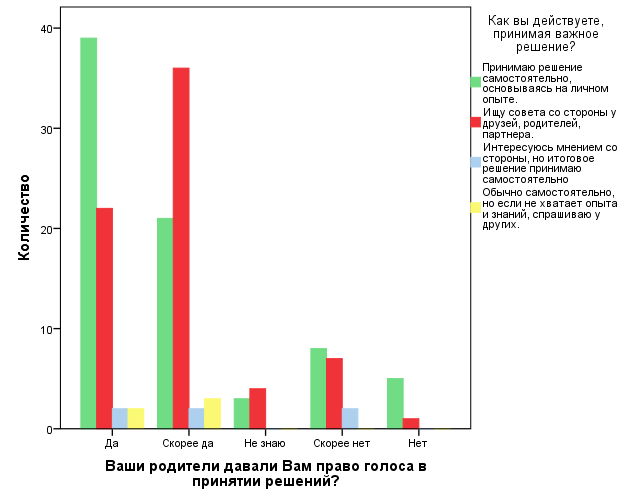 Как вы действуете,
принимая важное
решение?
Принимаю решение
самостоятельно,
основываясь на личном
опыте.
Ищу совета со стороны у
друзей, родителей,
партнера.
Интересуюсь мнением со
стороны, но итоговое
решение принимаю
самостоятельно
Обычно самостоятельно,
но если не хватает опыта
и знаний, спрашиваю у
других.
Количество
40
30
20
10
0
Да
Скорее да
Не знаю
Скорее нет
Нет
Ваши родители давали Вам право голоса в
принятии решений?